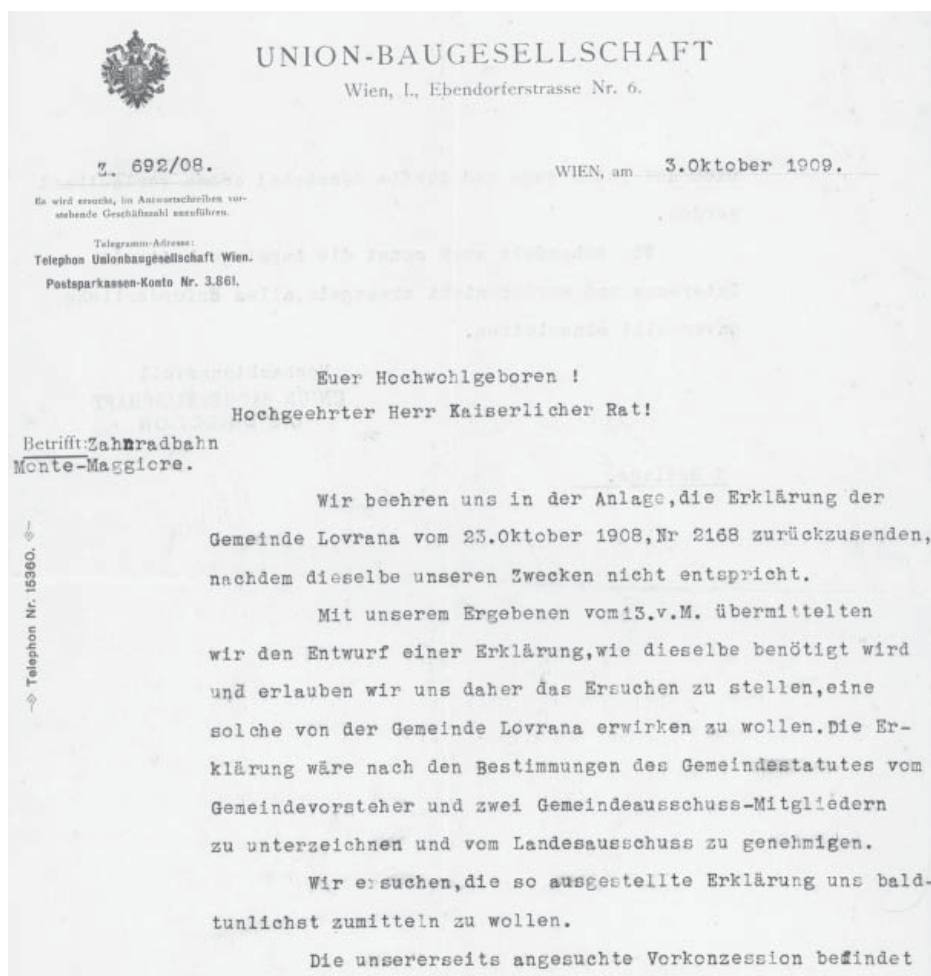 UNION-BAUGESELLSCHAFT
Wien, I., Ebendorferstrasse Nr. 6.
Z. 692/08.
WIEN, am 3.Oktober 1909.
Es wird ersucht, im Antwortschreiben vor-
stehende Geschäftszahl anzuführen.
Telegramm-Adresse:
Telephon Unionbaugesellschaft Wien.
Postsparkassen-Konto Nr. 3.861.
Euer Hochwohlgeboren !
Hochgeehrter Herr Kaiserlicher Rat!
Betrifft:Zahnradbahn
Monte-Maggiore.
Wir beehren uns in der Anlage,die Erklärung der
Gemeinde Lovrana vom 23.Oktober 1908,Nr 2168 zurückzusenden,
nachdem dieselbe unseren Zwecken nicht entspricht.
Telephon Nr. 15360.
Mit unserem Ergebenen vom13.v.M. übermittelten
wir den Entwurf einer Erklärung,wie dieselbe benötigt wird
und erlauben wir uns daher das Ersuchen zu stellen,eine
solche von der Gemeinde Lovrana erwirken zu wollen.Die Er-
klärung wäre nach den Bestimmungen des Gemeindestatutes vom
Gemeindevorsteher und zwei Gemeindeausschuss-Mitgliedern
zu unterzeichnen und vom Landesausschuss zu genehmigen.
Wir ersuchen,die so ausgestellte Erklärung uns bald-
tunlichst zumitteln zu wollen.
Die unsererseits angesuchte Vorkonzession befindet